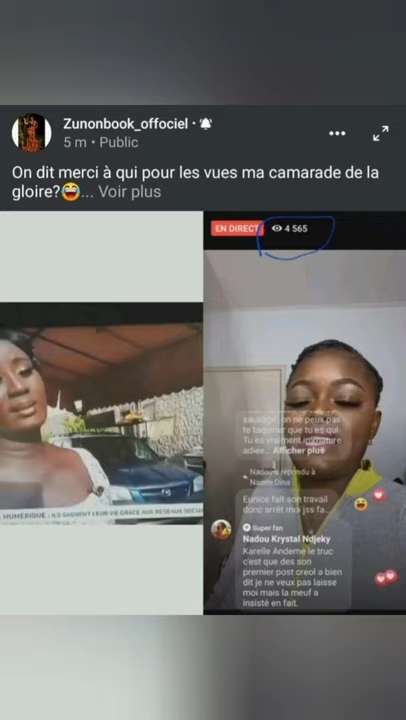 Zunonbook_offociel
5 m • Public
On dit merci à qui pour les vues ma camarade de la
gloire?😂... Voir plus
EN DIRECT 4 565
sauvage, on ne peux pas
te taquiner que tu es qui
Tu es vraiment immature
adiee... Afficher plus
répondu à
Naomi Dina
Eunice fait son travail
donc arrêt moi jss fa...
Super fan
Nadou Krystal Ndjeky
Karelle Andeme le truc
c'est que des son
premier post creol a bien
dit je ne veux pas laisse
moi mais la meuf a
insisté en fait.
NUMÉRIQUE : ILS GAGNENT LEUR VIE GRÂCE AUX RÉSEAUX